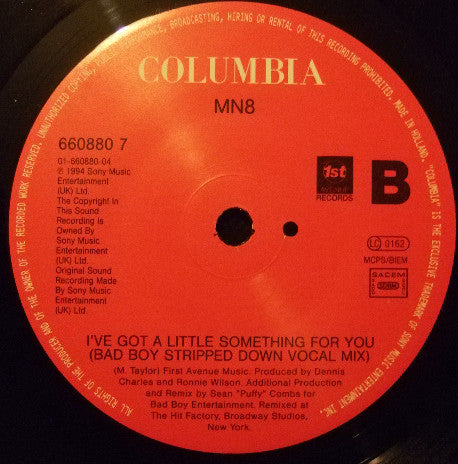 UNAUTHORIZED COPYING, PUBLIC PERFORMANCE, BROADCASTING, HIRING OR RENTAL OF THIS RECORDING PROHIBITED. MADE IN HOLLAND. "COLUMBIA" IS THE EXCLUSIVE TRADEMARK OF SONY MUSIC ENTERTAINMENT INC.
COLUMBIA
MN8
660880 7
01-660880-04
℗ 1994 Sony Music
Entertainment
(UK) Ltd.
The Copyright In
This Sound
Recording is
Owned By
Sony Music
Entertainment
(UK) Ltd.
Original Sound
Recording Made
By Sony Music
Entertainment
(UK) Ltd.
1st
AVENUE
RECORDS
B
LC 0162
MCPS/BIEM
SACEM
I'VE GOT A LITTLE SOMETHING FOR YOU
(BAD BOY STRIPPED DOWN VOCAL MIX)
(M. Taylor) First Avenue Music. Produced by Dennis
Charles and Ronnie Wilson. Additional Production
and Remix by Sean "Puffy" Combs for
Bad Boy Entertainment. Remixed at
The Hit Factory, Broadway Studios,
New York.
ALL RIGHTS OF THE PRODUCER AND OF THE OWNER OF THE RECORDED WORK RESERVED.